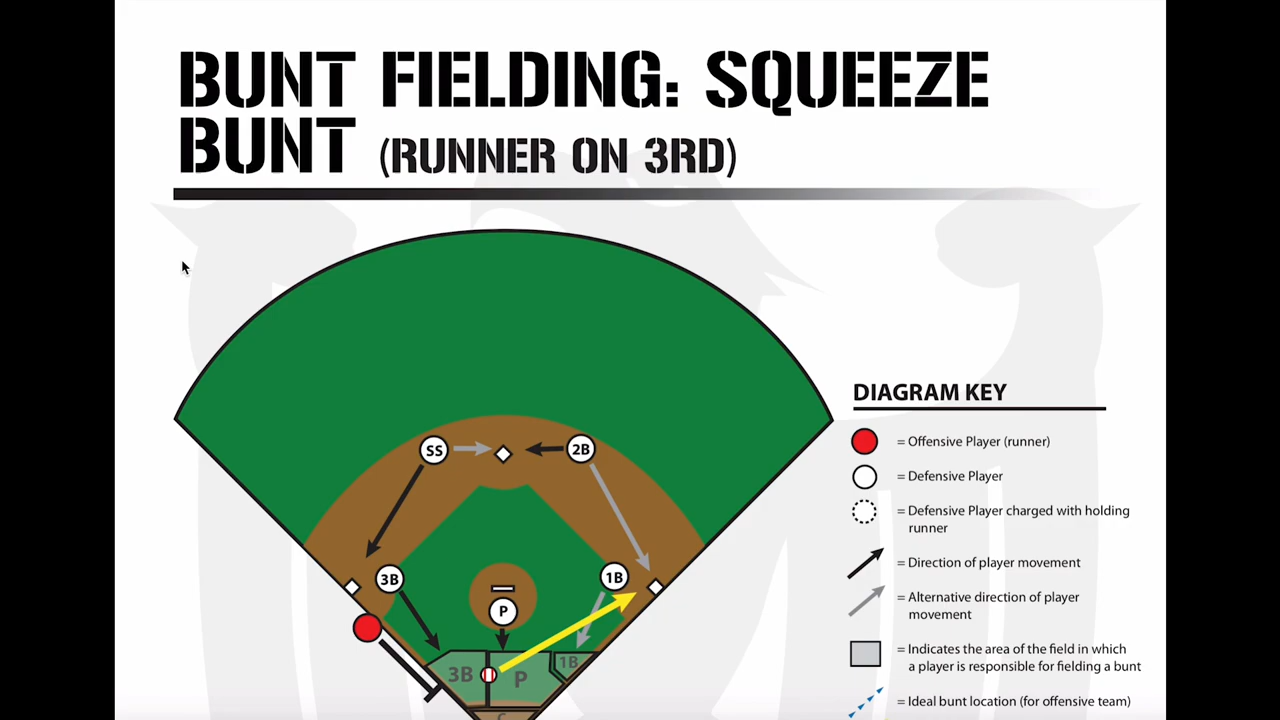 BUNT FIELDING: SQUEEZE
BUNT (RUNNER ON 3RD)
DIAGRAM KEY
= Offensive Player (runner)
= Defensive Player
= Defensive Player charged with holding
runner
= Direction of player movement
= Alternative direction of player
movement
= Indicates the area of the field in which
a player is responsible for fielding a bunt
= Ideal bunt location (for offensive team)
SS
2B
3B
1B
P
3B
P
1B
C